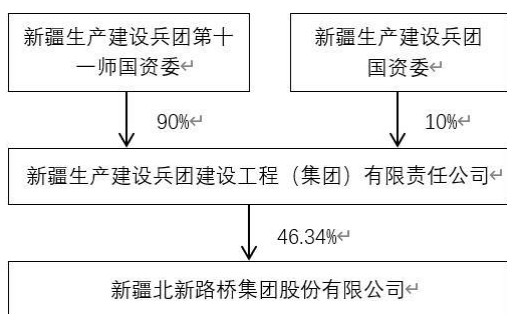 新疆生产建设兵团第十
一师国资委↵
新疆生产建设兵团
国资委↵
90%↵
10%↵
新疆生产建设兵团建设工程（集团）有限责任公司↵
46.34%↵
新疆北新路桥集团股份有限公司↵